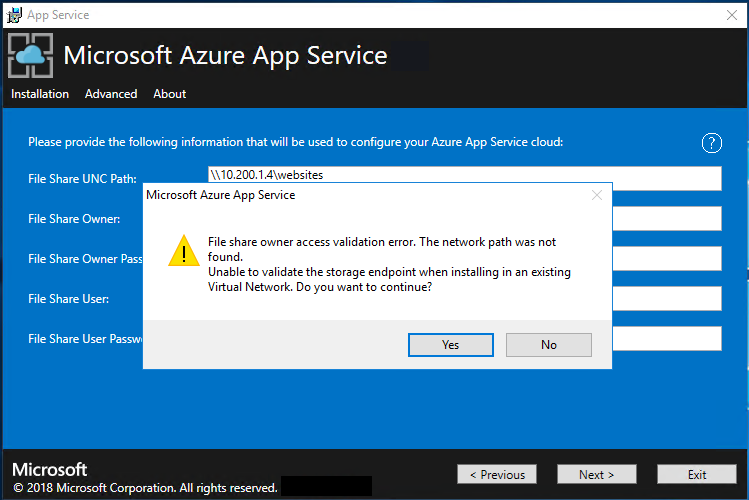 App Service
Microsoft Azure App Service
Installation Advanced About
Please provide the following information that will be used to configure your Azure App Service cloud:
?
File Share UNC Path:
\\10.200.1.4\websites
File Share Owner:
File Share Owner
File Share User:
File Share User
Microsoft Azure App Service
File share owner access validation error. The network path was not
found.
Unable to validate the storage endpoint when installing in an existing
Virtual Network. Do you want to continue?
Yes
No
Microsoft
© 2018 Microsoft Corporation. All rights reserved.
< Previous
Next >
Exit